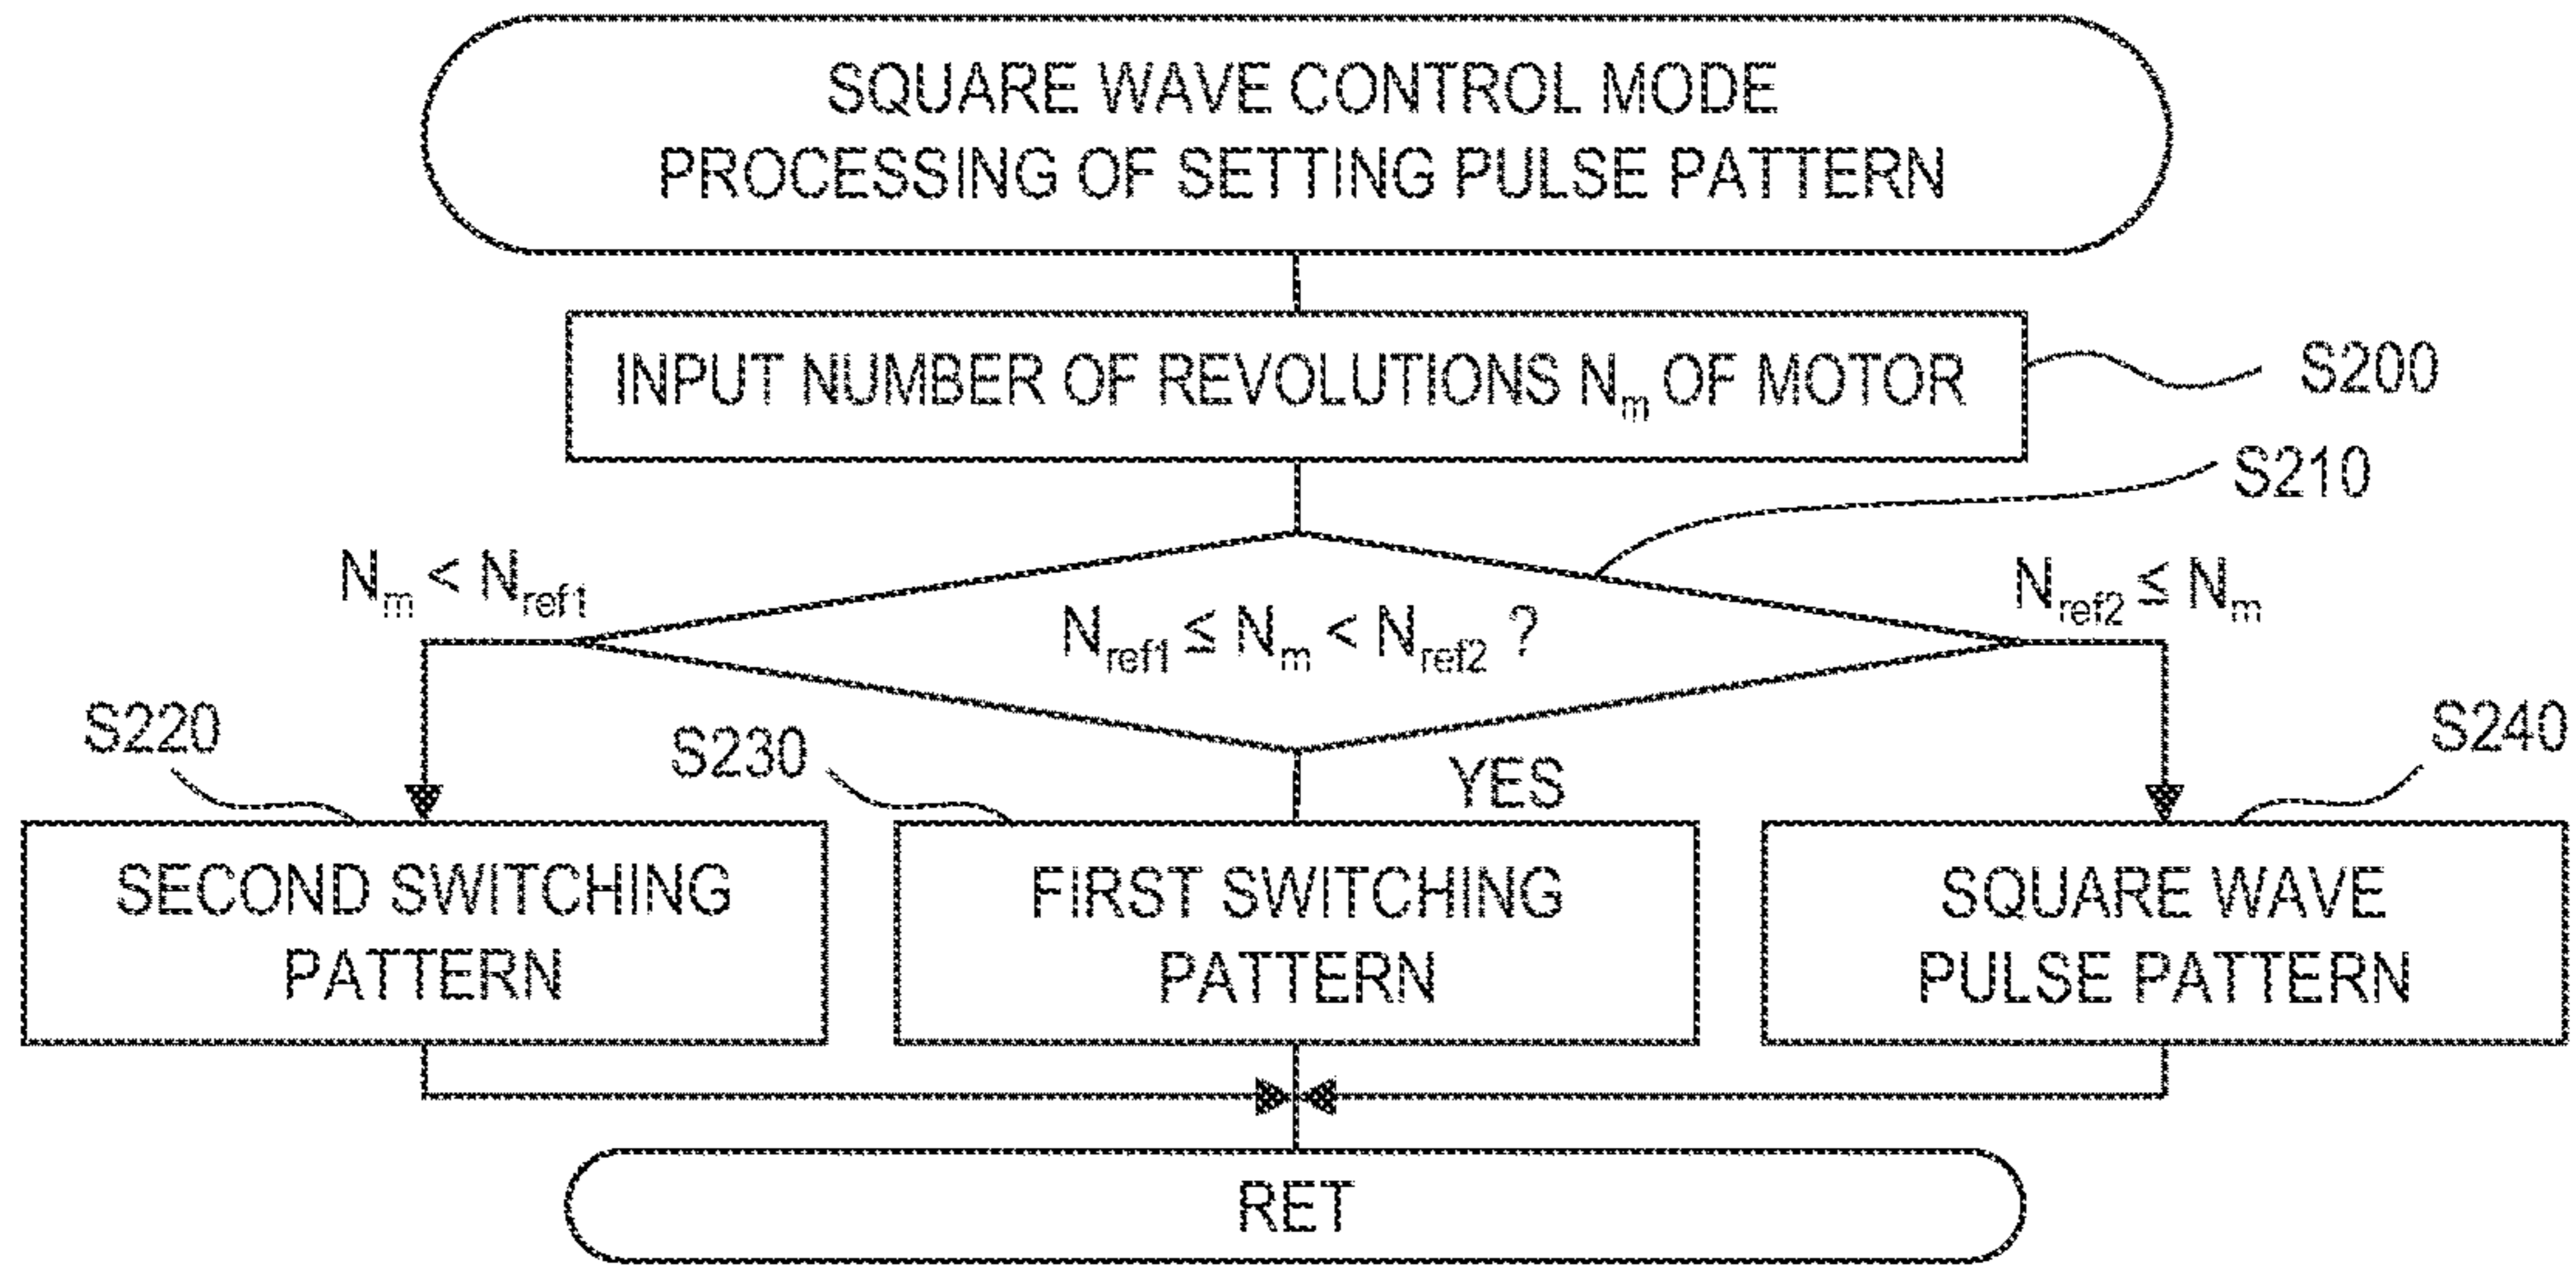 SQUARE WAVE CONTROL MODE
PROCESSING OF SETTING PULSE PATTERN
INPUT NUMBER OF REVOLUTIONS Nm OF MOTOR
S200
S210
Nm < Nref1
Nref1 ≤ Nm < Nref2 ?
Nref2 ≤ Nm
S220
S230
YES
S240
SECOND SWITCHING
PATTERN
FIRST SWITCHING
PATTERN
SQUARE WAVE
PULSE PATTERN
RET